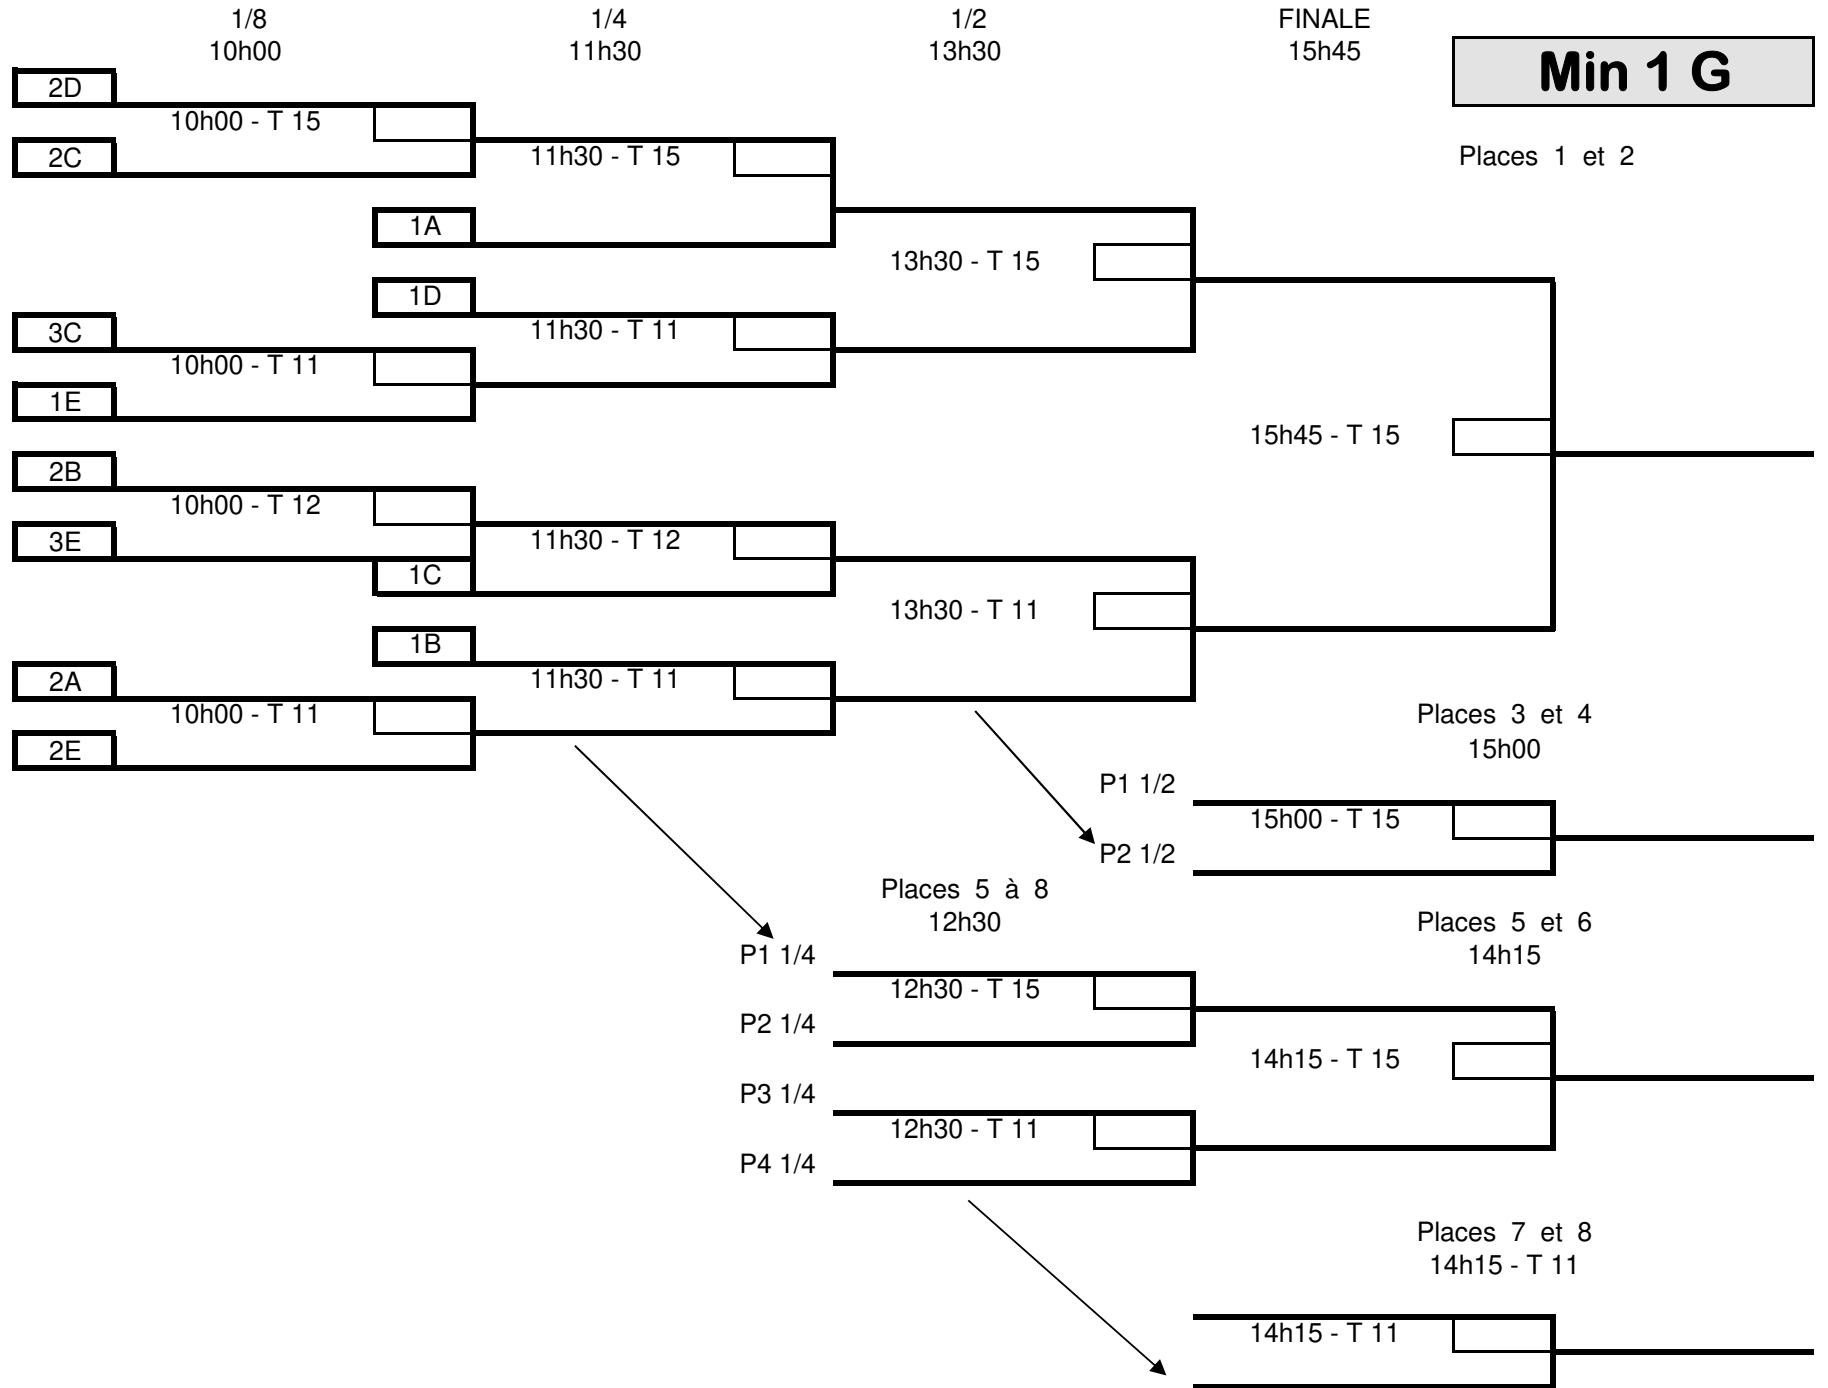 1/8 1/4 1/2 FINALE
10h00 11h30 13h30 15h45
Min 1 G
2D
10h00 - T 15
2C
11h30 - T 15
Places 1 et 2
1A
13h30 - T 15
1D
3C
11h30 - T 11
10h00 - T 11
1E
15h45 - T 15
2B
10h00 - T 12
3E
11h30 - T 12
1C
13h30 - T 11
1B
2A
11h30 - T 11
10h00 - T 11
Places 3 et 4
2E
15h00
P1 1/2
15h00 - T 15
P2 1/2
Places 5 à 8
12h30
Places 5 et 6
14h15
P1 1/4
12h30 - T 15
P2 1/4
14h15 - T 15
P3 1/4
12h30 - T 11
P4 1/4
Places 7 et 8
14h15 - T 11
14h15 - T 11